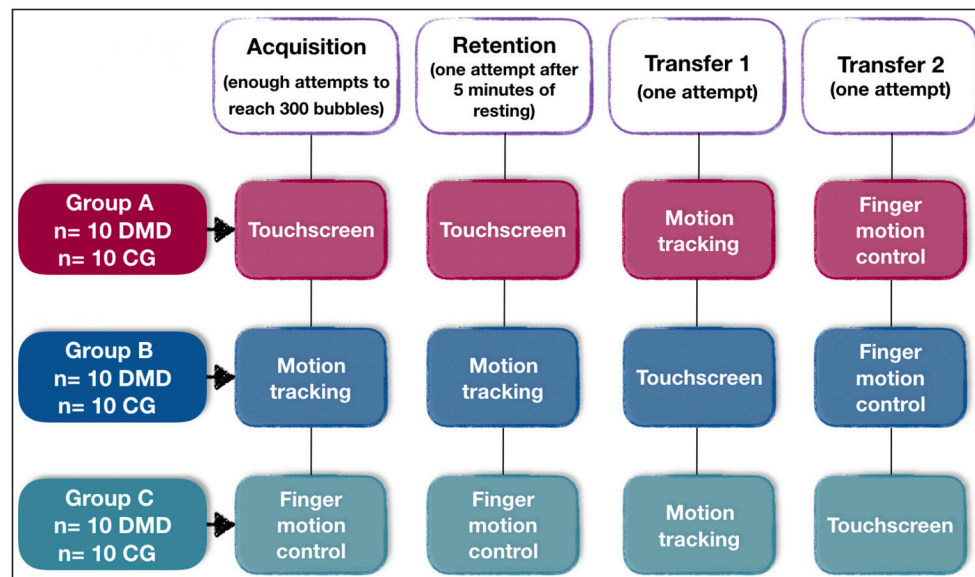 Acquisition
(enough attempts to
reach 300 bubbles)
Retention
(one attempt after
5 minutes of
resting)
Transfer 1
(one attempt)
Transfer 2
(one attempt)
Group A
n= 10 DMD
n= 10 CG
Touchscreen
Touchscreen
Motion
tracking
Finger
motion
control
Group B
n= 10 DMD
n= 10 CG
Motion
tracking
Motion
tracking
Touchscreen
Finger
motion
control
Group C
n= 10 DMD
n= 10 CG
Finger
motion
control
Finger
motion
control
Motion
tracking
Touchscreen